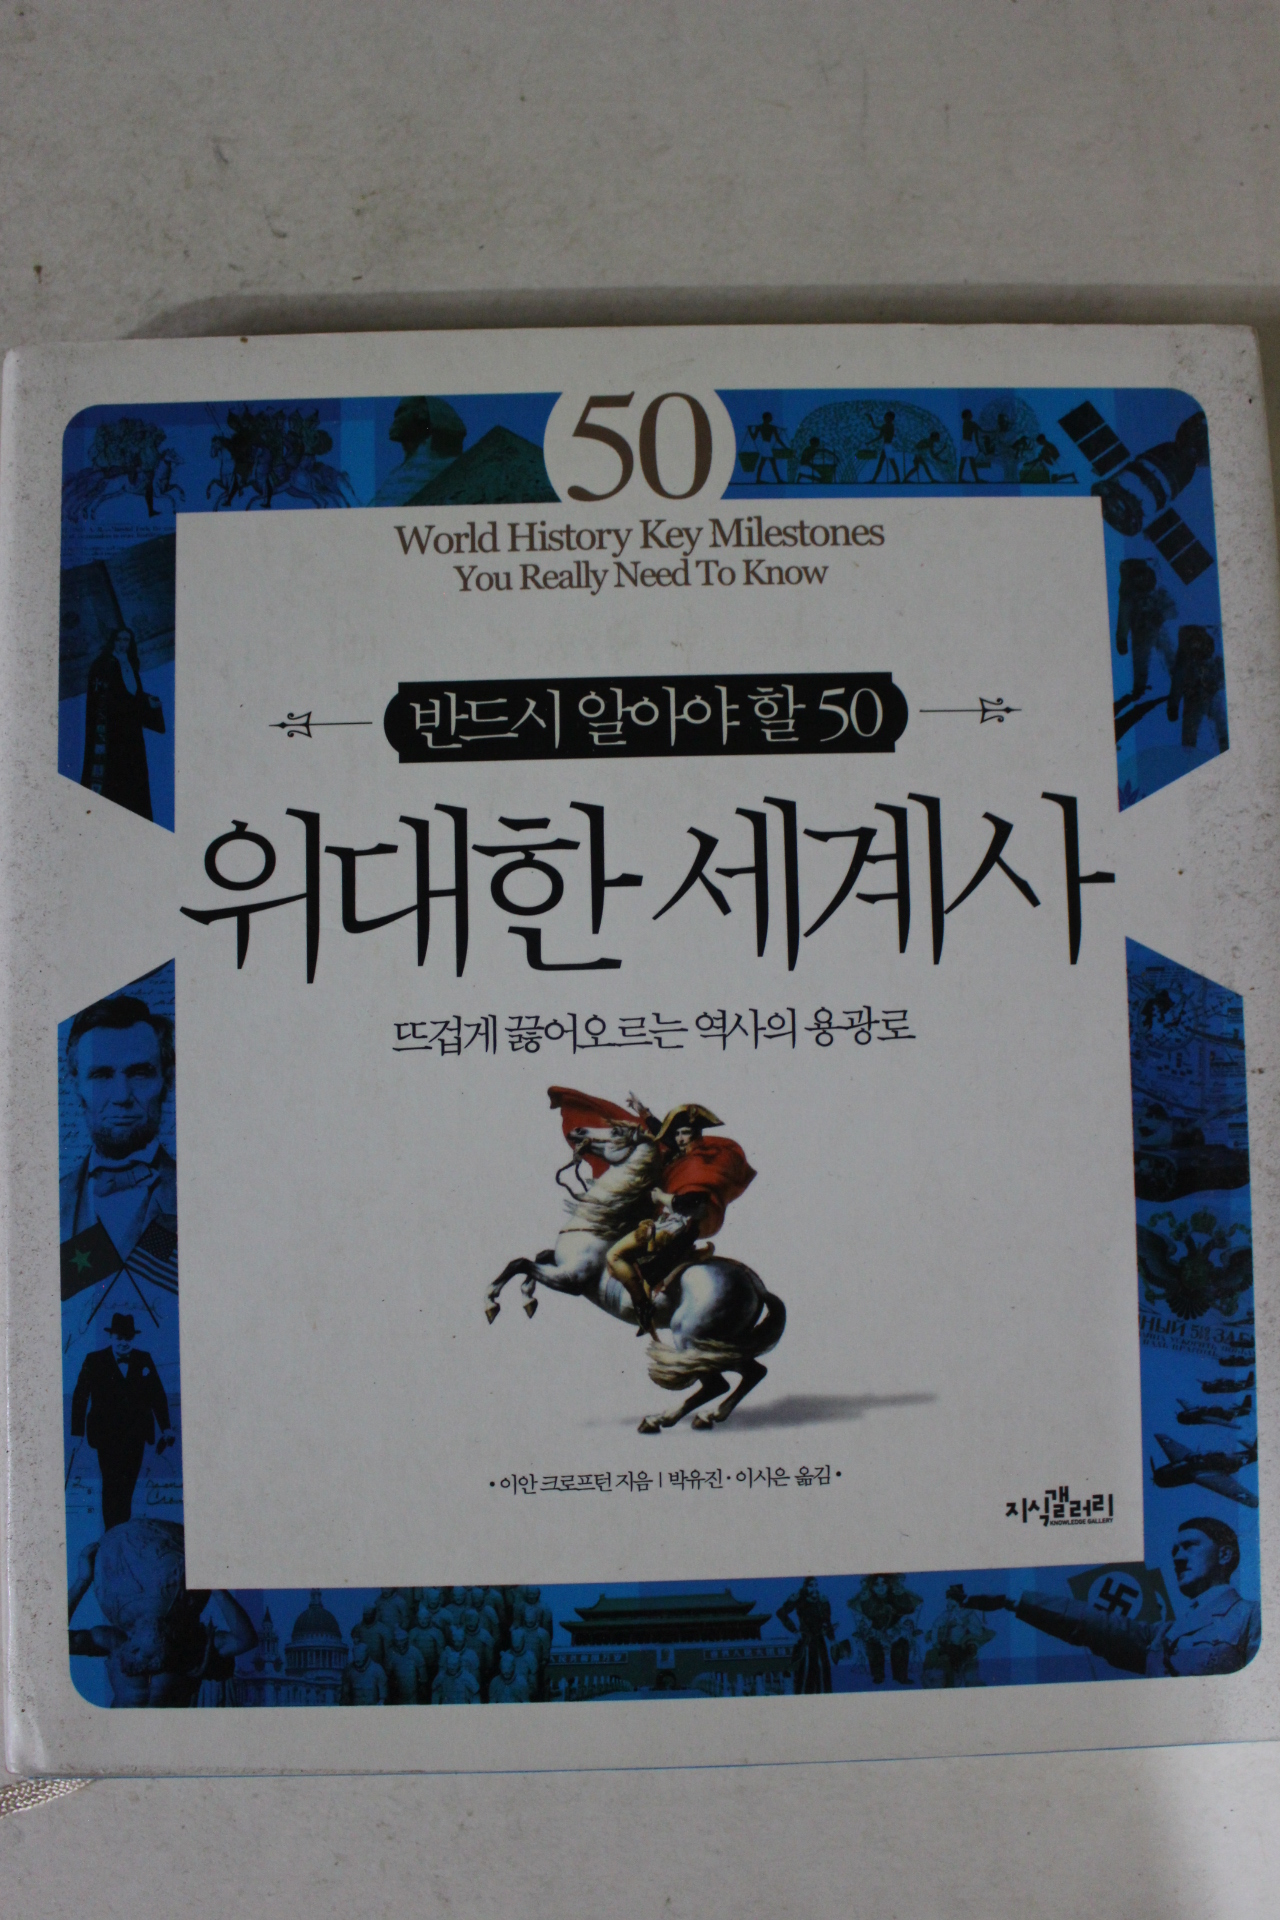 50
World History Key Milestones
You Really Need To Know
반드시 알아야 할 50
위대한 세계사
뜨겁게 끓어오르는 역사의 용광로
• 이안 크로프턴 지음 | 박유진 · 이시은 옮김 •
지식갤러리
KNOWLEDGE GALLERY